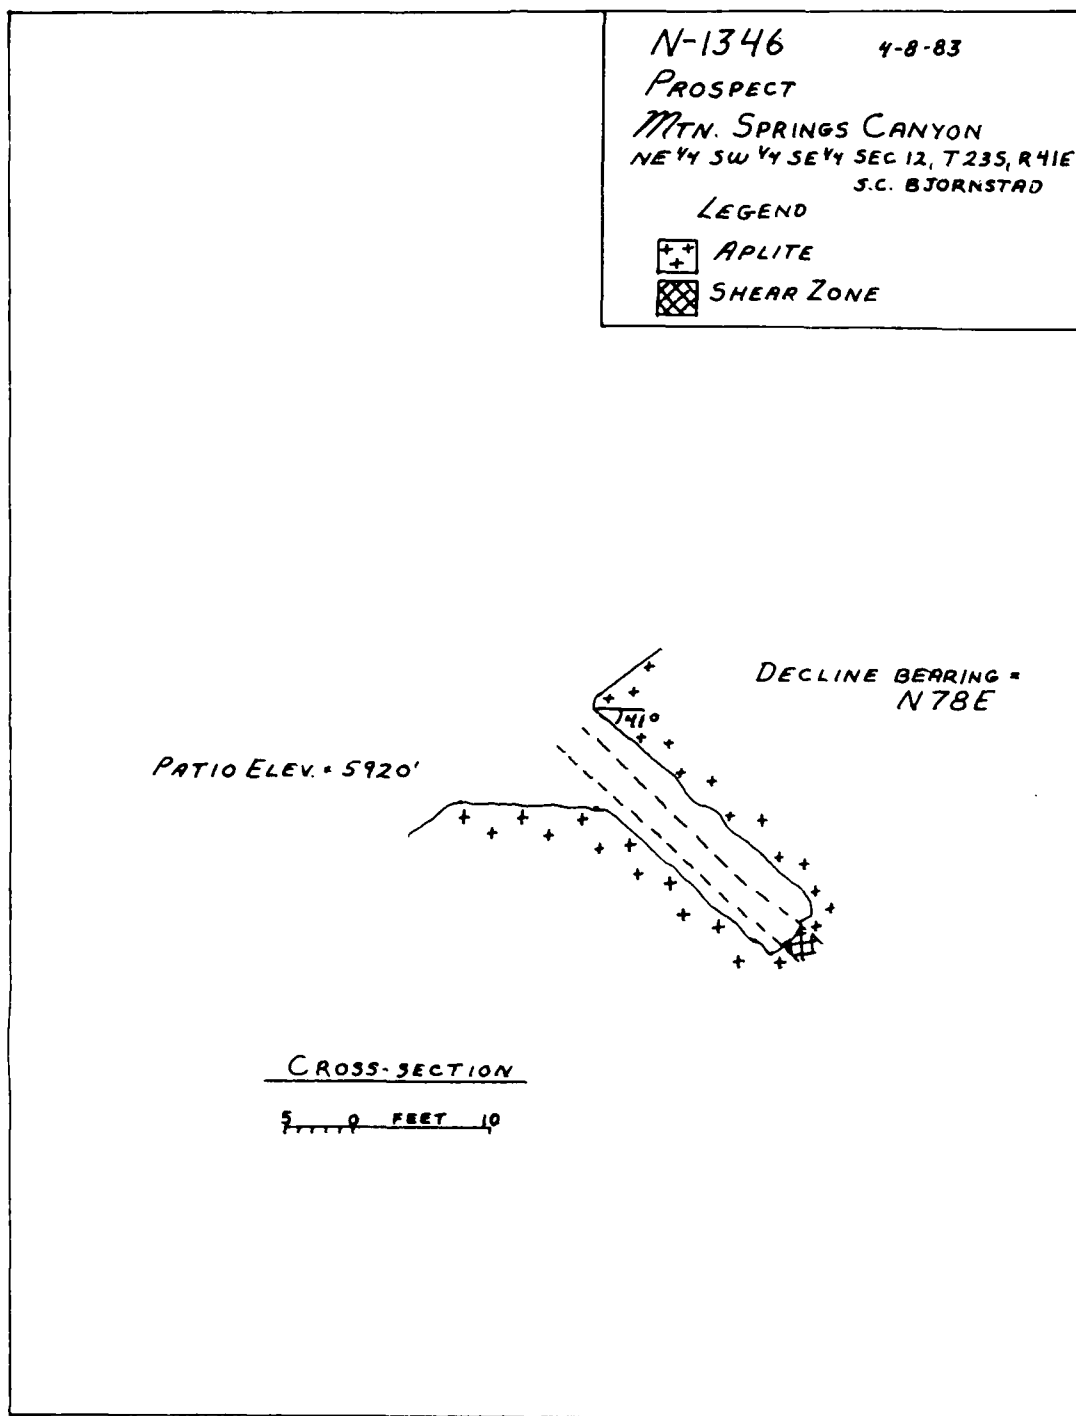 N-1346 4-8-83
PROSPECT
MTN. SPRINGS CANYON
NE 1/4 SW 1/4 SE 1/4 SEC 12, T23S, R41E
S.C. BJORNSTAD
LEGEND
APLITE
SHEAR ZONE
DECLINE BEARING =
N78E
41°
PATIO ELEV. = 5920'
CROSS-SECTION
5 0 FEET 10